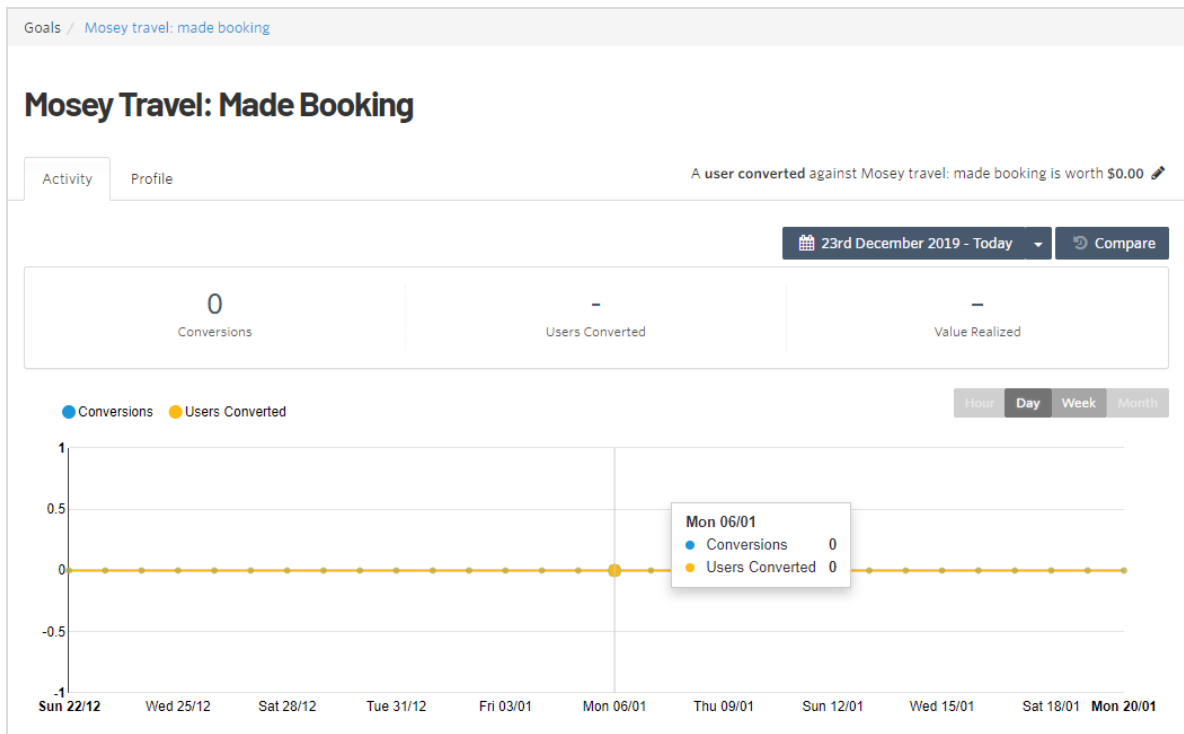 Goals / Mosey travel: made booking
Mosey Travel: Made Booking
Activity Profile A user converted against Mosey travel: made booking is worth $0.00
23rd December 2019 - Today Compare
0 - –
Conversions Users Converted Value Realized
Conversions Users Converted Hour Day Week Month
1
0.5
Mon 06/01
Conversions 0
Users Converted 0
0
-0.5
-1
Sun 22/12 Wed 25/12 Sat 28/12 Tue 31/12 Fri 03/01 Mon 06/01 Thu 09/01 Sun 12/01 Wed 15/01 Sat 18/01 Mon 20/01